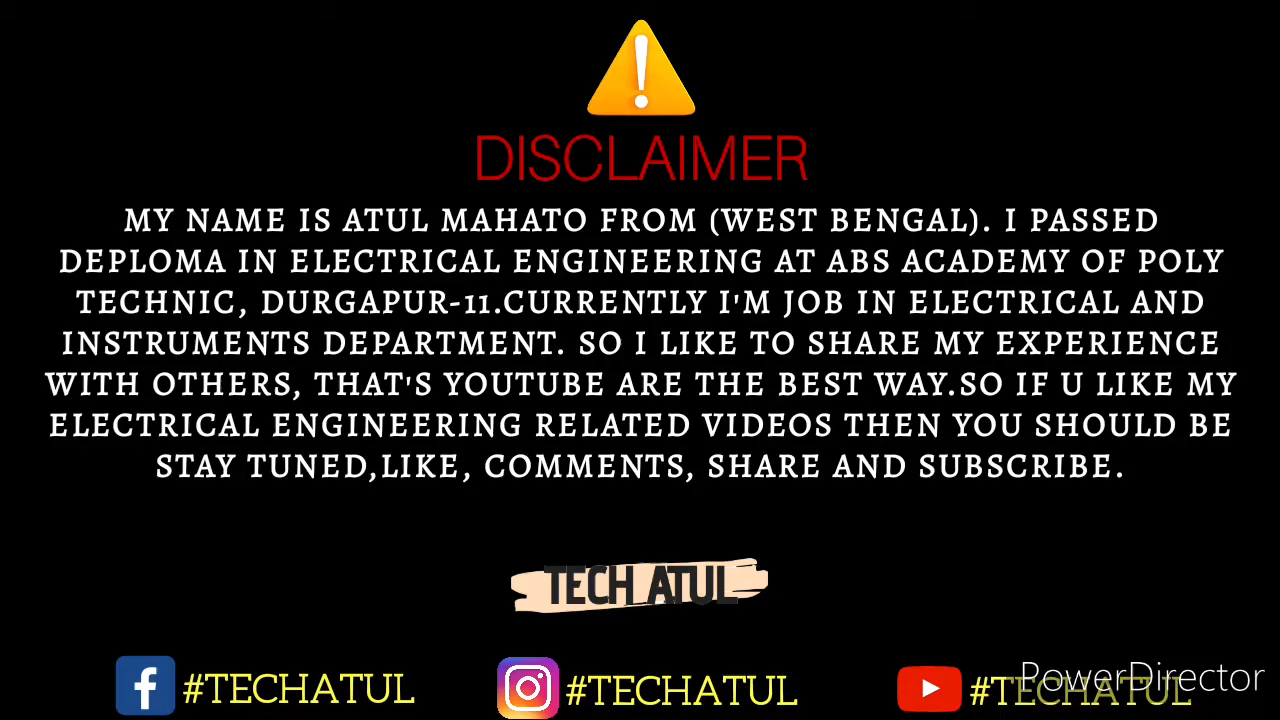 DISCLAIMER
MY NAME IS ATUL MAHATO FROM (WEST BENGAL). I PASSED
DEPLOMA IN ELECTRICAL ENGINEERING AT ABS ACADEMY OF POLY
TECHNIC, DURGAPUR-11.CURRENTLY I'M JOB IN ELECTRICAL AND
INSTRUMENTS DEPARTMENT. SO I LIKE TO SHARE MY EXPERIENCE
WITH OTHERS, THAT'S YOUTUBE ARE THE BEST WAY.SO IF U LIKE MY
ELECTRICAL ENGINEERING RELATED VIDEOS THEN YOU SHOULD BE
STAY TUNED,LIKE, COMMENTS, SHARE AND SUBSCRIBE.
TECH ATUL
#TECHATUL #TECHATUL #TECHATUL
PowerDirector